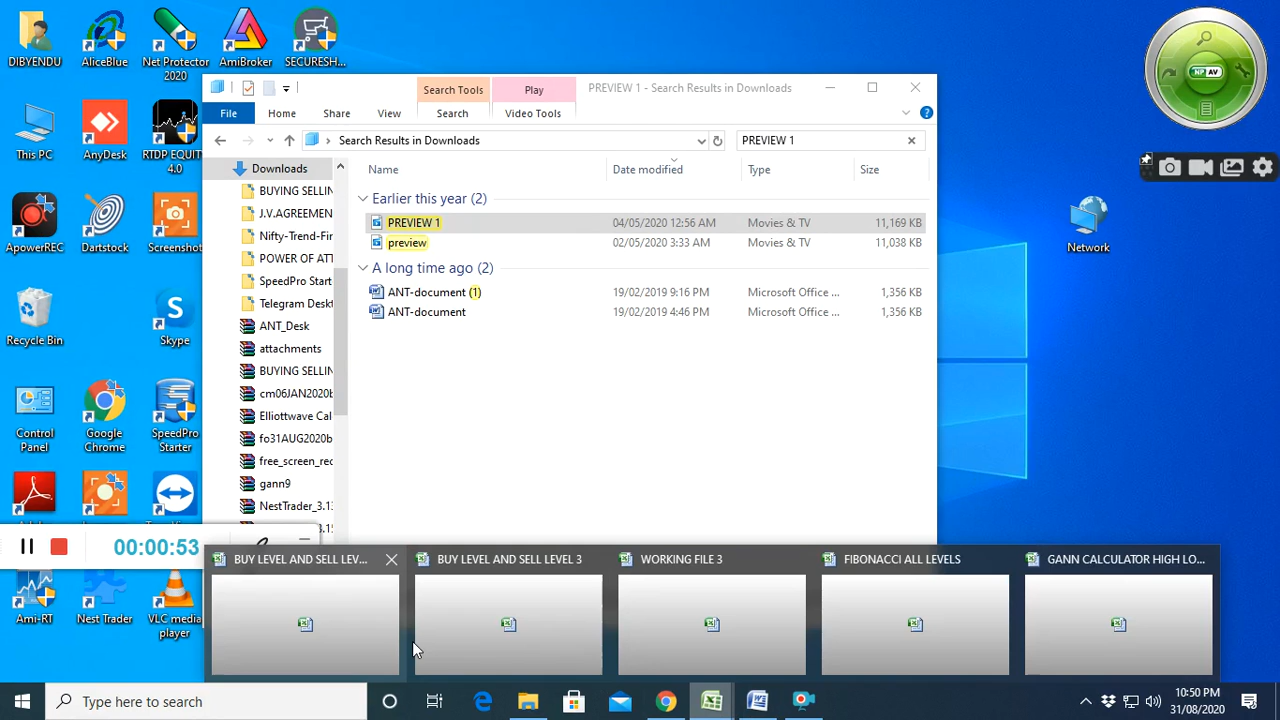 DIBYENDU
AliceBlue
Net Protector
2020
AmiBroker
SECURESH...
This PC
AnyDesk
RTDP EQUIT
4.0
ApowerREC
Dartstock
Screenshot
Recycle Bin
Skype
Control
Panel
Google
Chrome
SpeedPro
Starter
Ami-RT
Nest Trader
VLC media
player
Network
NP AV
Search Tools
Play
PREVIEW 1 - Search Results in Downloads
File
Home
Share
View
Search
Video Tools
Search Results in Downloads
PREVIEW 1
Downloads
BUYING SELLIN
J.V.AGREEMEN
Nifty-Trend-Fir
POWER OF ATT
SpeedPro Start
Telegram Deskt
ANT_Desk
attachments
BUYING SELLIN
cm06JAN2020b
Elliottwave Cal
fo31AUG2020b
free_screen_rec
gann9
NestTrader_3.13
Name
Date modified
Type
Size
Earlier this year (2)
PREVIEW 1 04/05/2020 12:56 AM Movies & TV 11,169 KB
preview 02/05/2020 3:33 AM Movies & TV 11,038 KB
A long time ago (2)
ANT-document (1) 19/02/2019 9:16 PM Microsoft Office ... 1,356 KB
ANT-document 19/02/2019 4:46 PM Microsoft Office ... 1,356 KB
00:00:53
BUY LEVEL AND SELL LEV...
BUY LEVEL AND SELL LEVEL 3
WORKING FILE 3
FIBONACCI ALL LEVELS
GANN CALCULATOR HIGH LO...
Type here to search
10:50 PM
31/08/2020